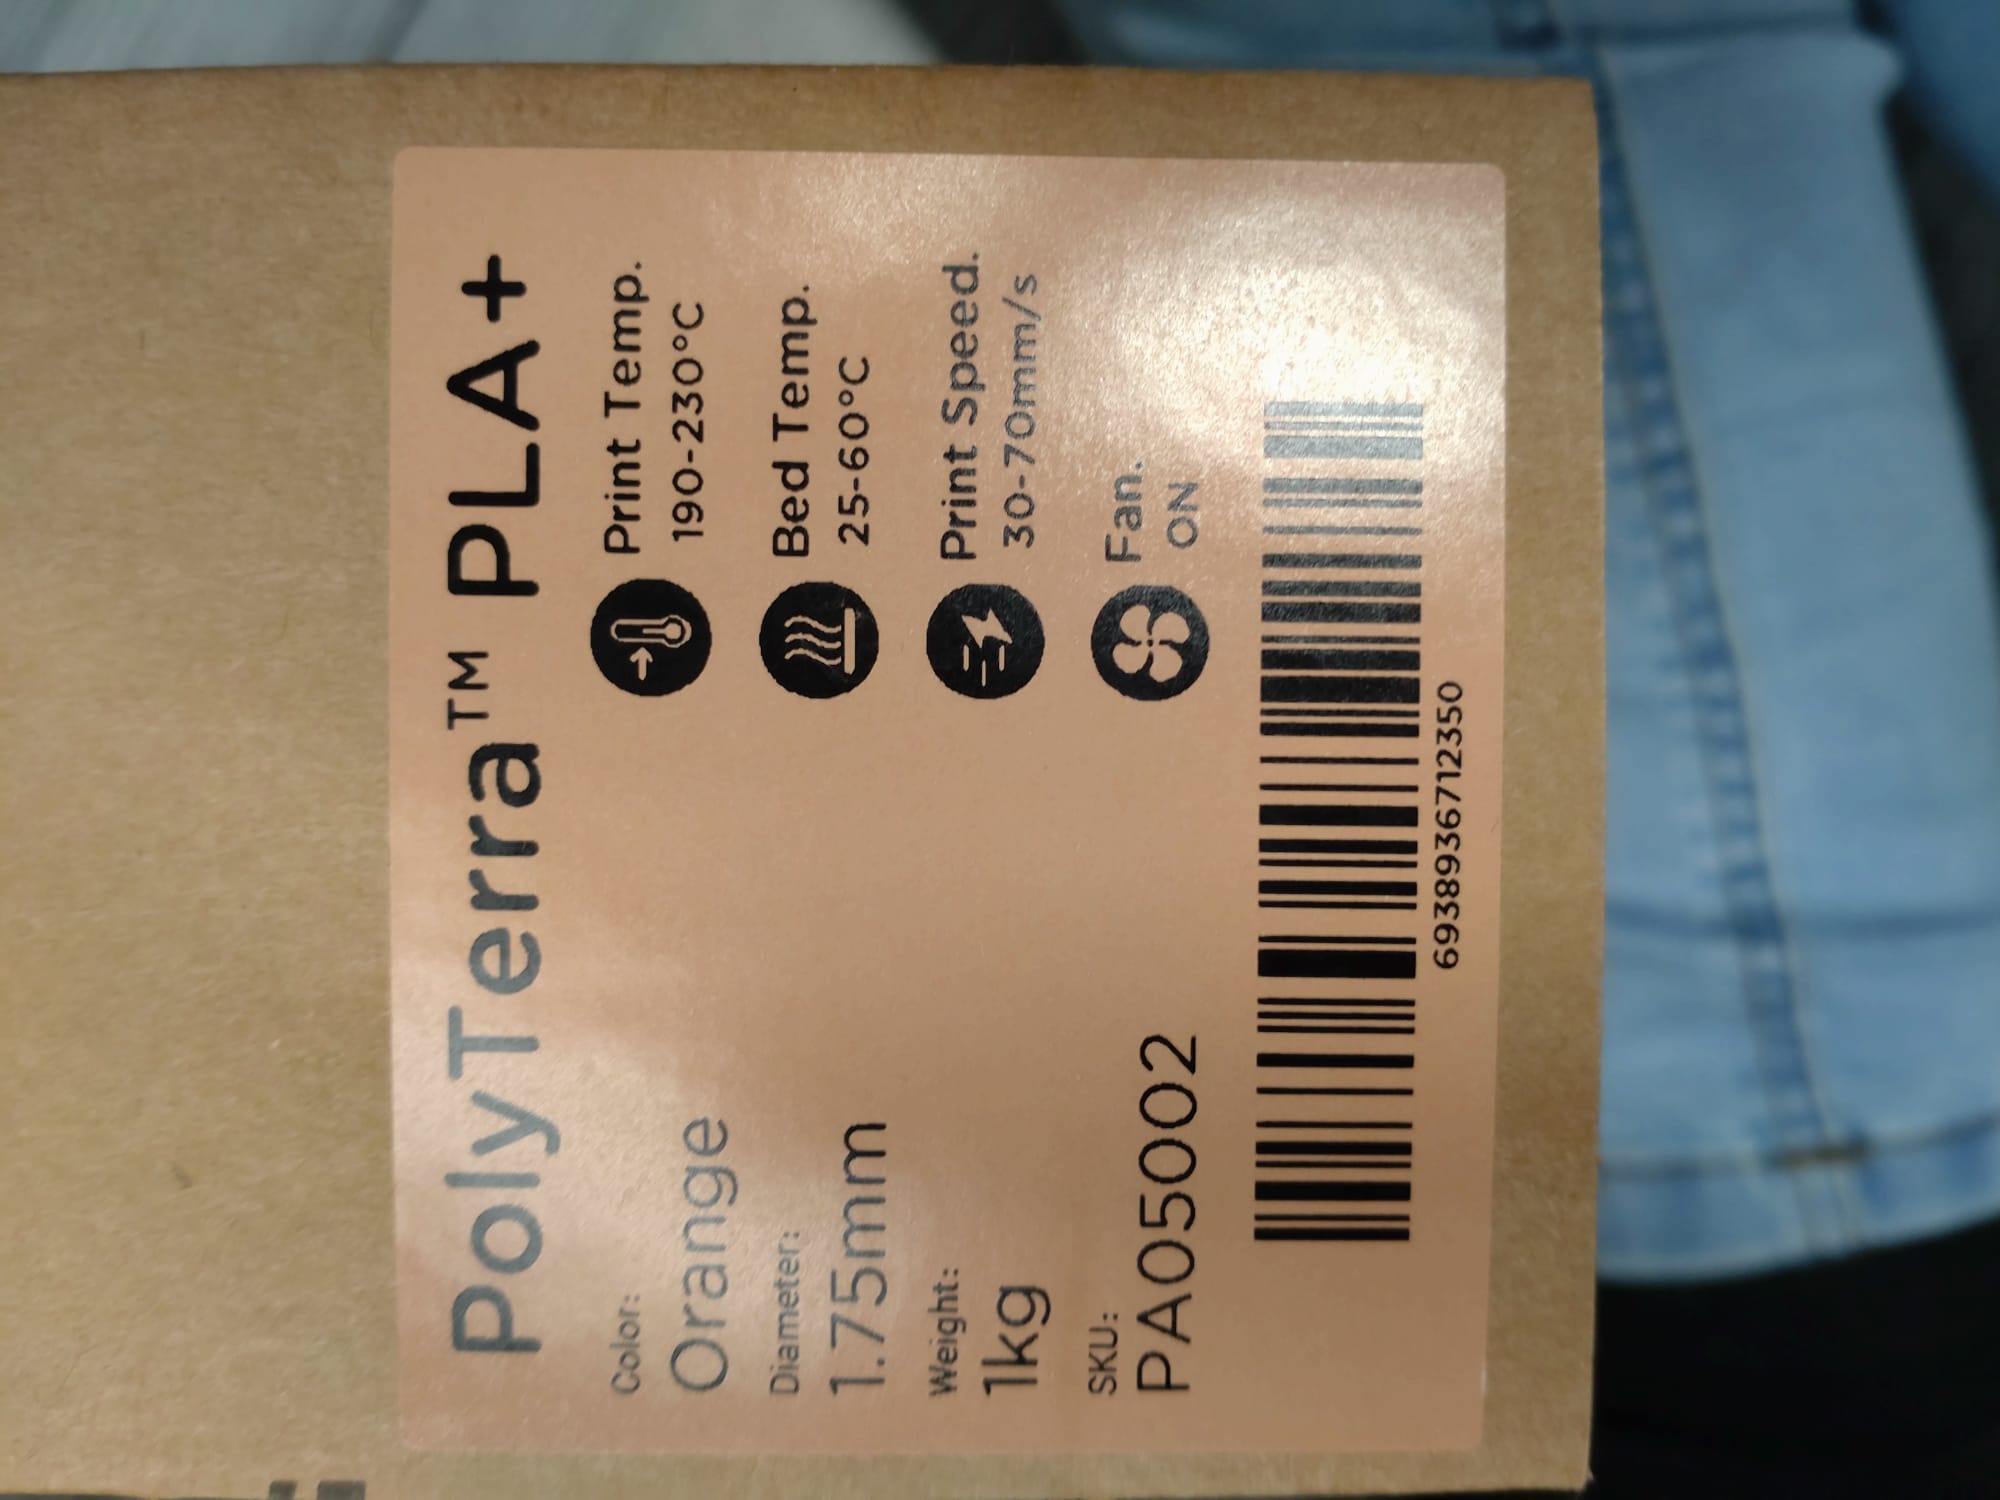 PolyTerra™ PLA+
Color:
Orange
Diameter:
1.75mm
Weight:
1kg
SKU:
PA05002
Print Temp.
190-230°C
Bed Temp.
25-60°C
Print Speed.
30-70mm/s
Fan.
ON
6938936712350